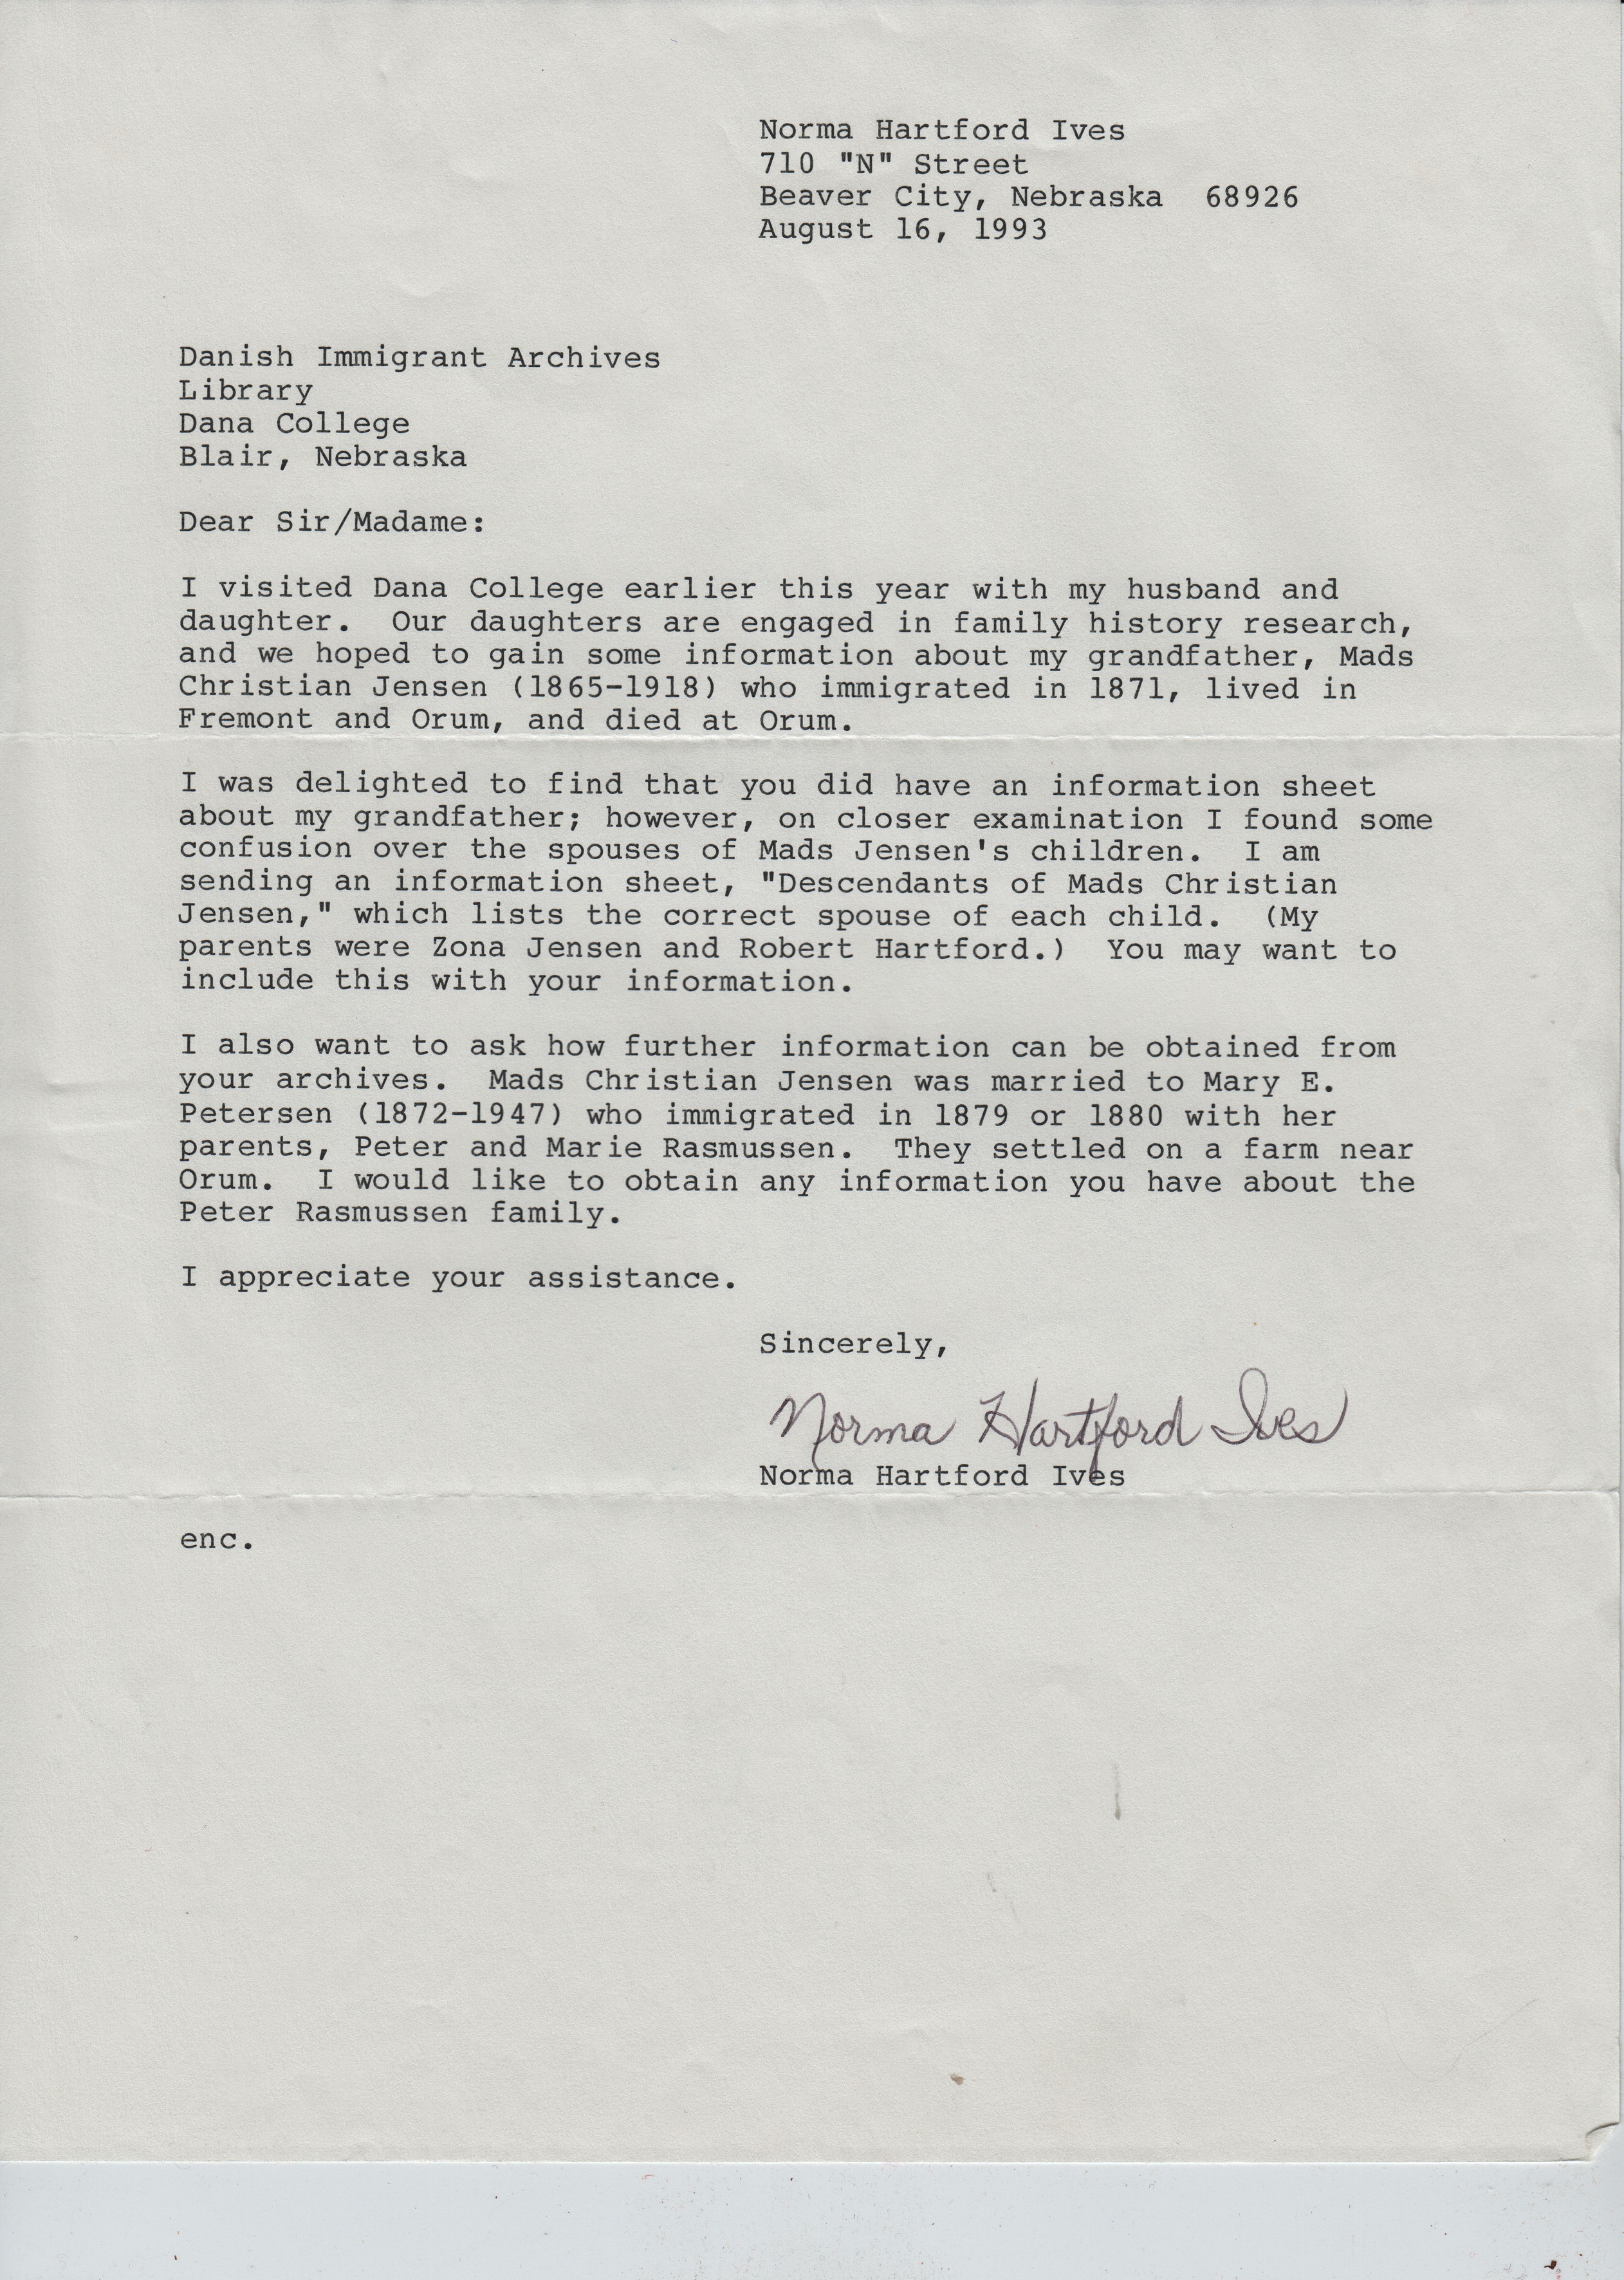 Norma Hartford Ives
710 "N" Street
Beaver City, Nebraska  68926
August 16, 1993
Danish Immigrant Archives
Library
Dana College
Blair, Nebraska
Dear Sir/Madame:
I visited Dana College earlier this year with my husband and
daughter.  Our daughters are engaged in family history research,
and we hoped to gain some information about my grandfather, Mads
Christian Jensen (1865-1918) who immigrated in 1871, lived in
Fremont and Orum, and died at Orum.
I was delighted to find that you did have an information sheet
about my grandfather; however, on closer examination I found some
confusion over the spouses of Mads Jensen's children.  I am
sending an information sheet, "Descendants of Mads Christian
Jensen," which lists the correct spouse of each child.  (My
parents were Zona Jensen and Robert Hartford.)  You may want to
include this with your information.
I also want to ask how further information can be obtained from
your archives.  Mads Christian Jensen was married to Mary E.
Petersen (1872-1947) who immigrated in 1879 or 1880 with her
parents, Peter and Marie Rasmussen.  They settled on a farm near
Orum.  I would like to obtain any information you have about the
Peter Rasmussen family.
I appreciate your assistance.
Sincerely,
Norma Hartford Ives
Norma Hartford Ives
enc.